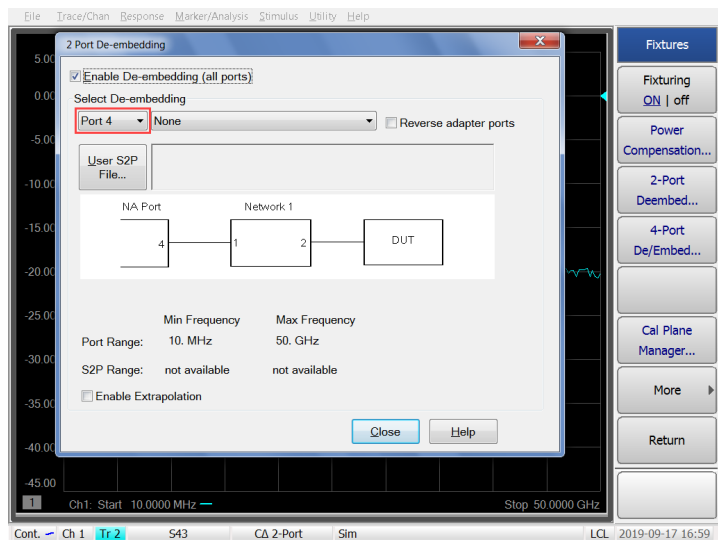 File Trace/Chan Response Marker/Analysis Stimulus Utility Help
2 Port De-embedding
Enable De-embedding (all ports)
Select De-embedding
Port 4 None Reverse adapter ports
User S2P
File...
NA Port Network 1
4 1 2 DUT
Min Frequency Max Frequency
Port Range: 10. MHz 50. GHz
S2P Range: not available not available
Enable Extrapolation
Close Help
5.00
0.00
-5.00
-10.00
-15.00
-20.00
-25.00
-30.00
-35.00
-40.00
-45.00
1 Ch1: Start 10.0000 MHz Stop 50.0000 GHz
Fixtures
Fixturing
ON | off
Power
Compensation...
2-Port
Deembed...
4-Port
De/Embed...
Cal Plane
Manager...
More
Return
Cont. Ch 1 Tr 2 S43 CΔ 2-Port Sim LCL 2019-09-17 16:59